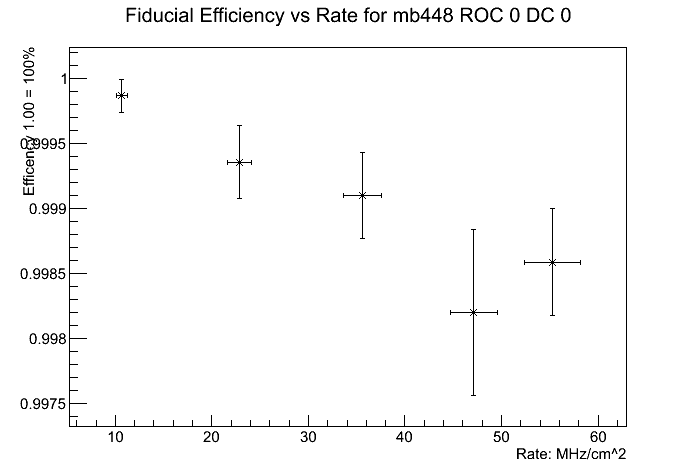 Fiducial Efficiency vs Rate for mb448 ROC 0 DC 0
Efficency 1.00 = 100%
1
0.9995
0.999
0.9985
0.998
0.9975
10 20 30 40 50 60
Rate: MHz/cm^2